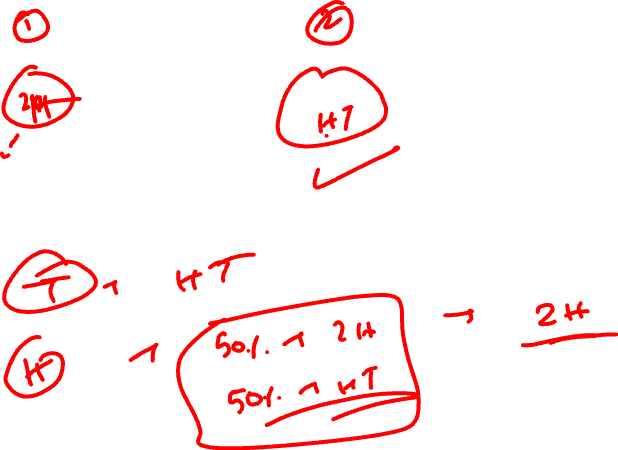 1 2
2H HT
T → HT
H → 50% → 2H → 2H
50% → HT